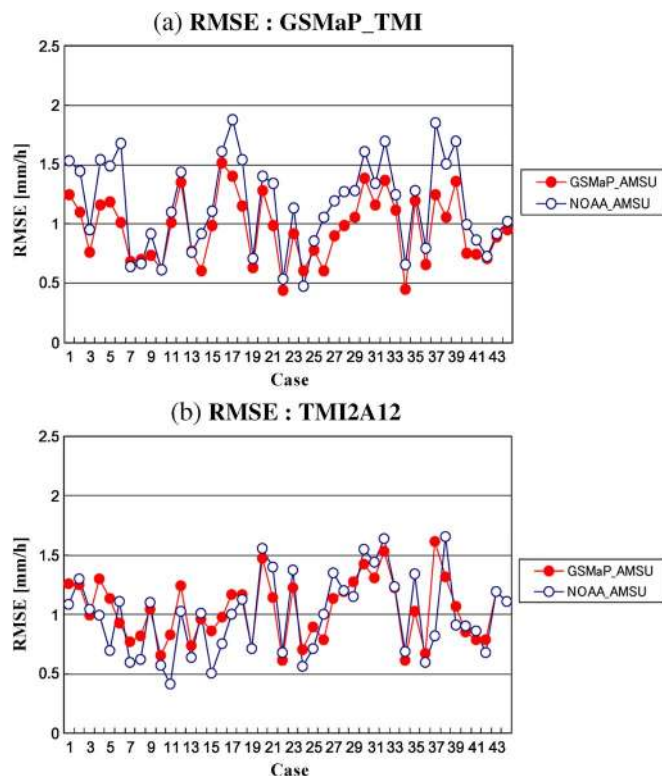 (a) RMSE : GSMaP_TMI
2.5
2
1.5
1
0.5
0
RMSE [mm/h]
1 3 5 7 9 11 13 15 17 19 21 23 25 27 29 31 33 35 37 39 41 43
Case
GSMaP_AMSU
NOAA_AMSU
(b) RMSE : TMI2A12
2.5
2
1.5
1
0.5
0
RMSE [mm/h]
1 3 5 7 9 11 13 15 17 19 21 23 25 27 29 31 33 35 37 39 41 43
Case
GSMaP_AMSU
NOAA_AMSU